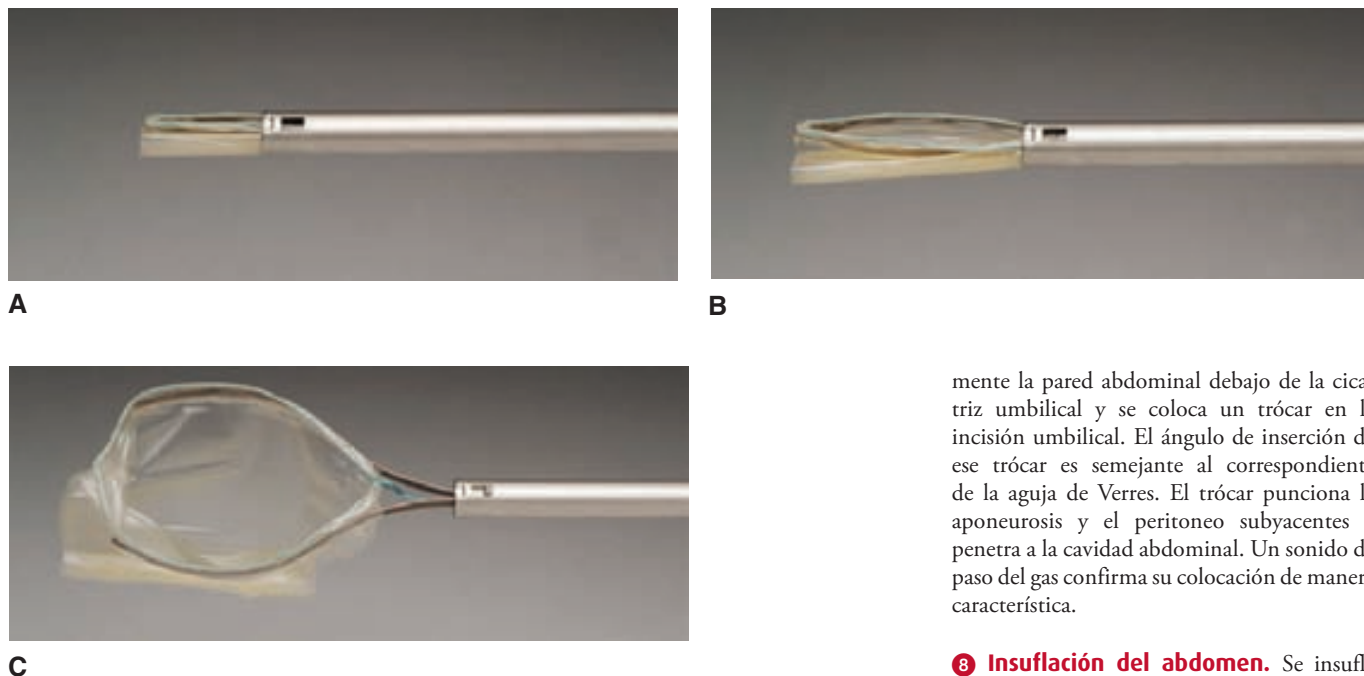 A
B
C
mente la pared abdominal debajo de la cica
triz umbilical y se coloca un trócar en l
incisión umbilical. El ángulo de inserción d
ese trócar es semejante al correspondient
de la aguja de Verres. El trócar punciona l
aponeurosis y el peritoneo subyacentes
penetra a la cavidad abdominal. Un sonido d
paso del gas confirma su colocación de maner
característica.
8 Insuflación del abdomen. Se insufl